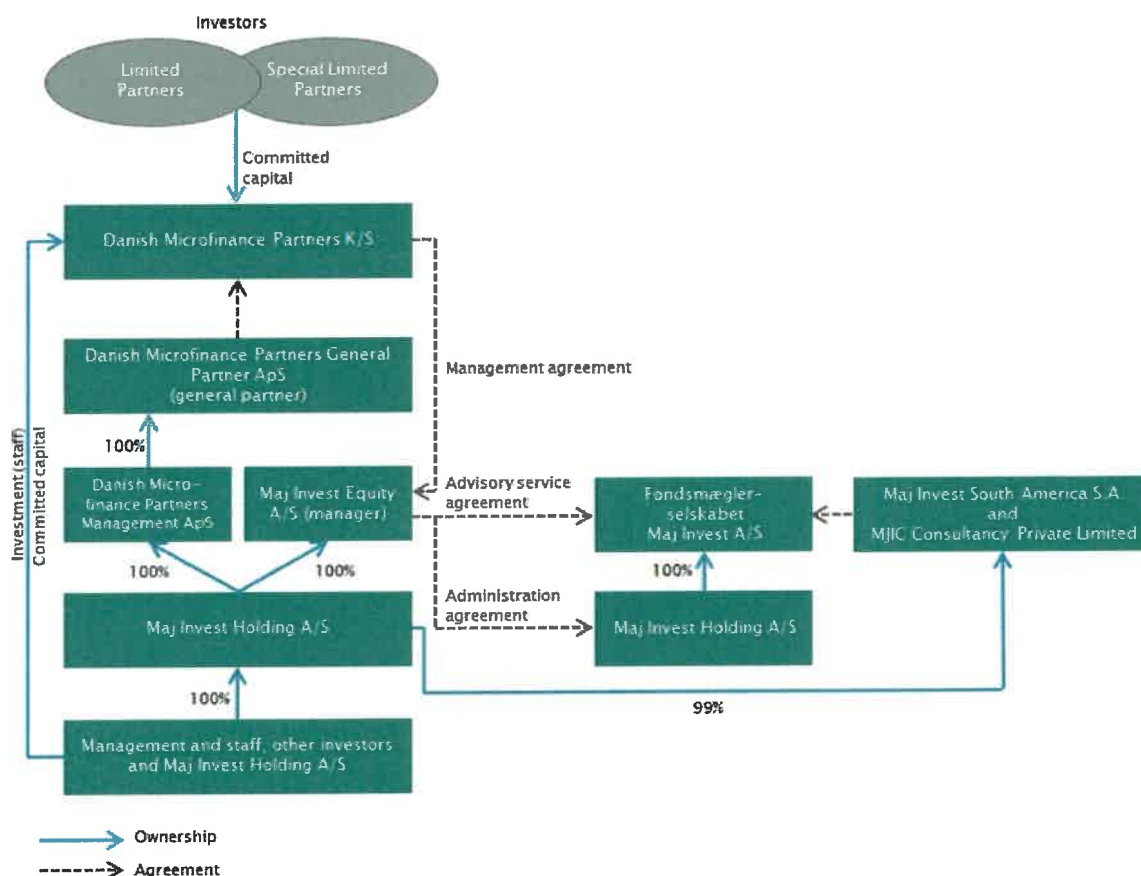 Investors
Limited
Partners
Special Limited
Partners
Committed
capital
Danish Microfinance Partners K/S
Danish Microfinance Partners General
Partner ApS
(general partner)
Management agreement
Investment (staff)
Committed capital
100%
Danish Micro-
finance Partners
Management ApS
Maj Invest Equity
A/S (manager)
Advisory service
agreement
Fondsmægler-
selskabet
Maj Invest A/S
Maj Invest South America S.A.
and
MJIC Consultancy Private Limited
100%
100%
100%
Administration
agreement
Maj Invest Holding A/S
Maj Invest Holding A/S
100%
99%
Management and staff, other investors
and Maj Invest Holding A/S
Ownership
Agreement